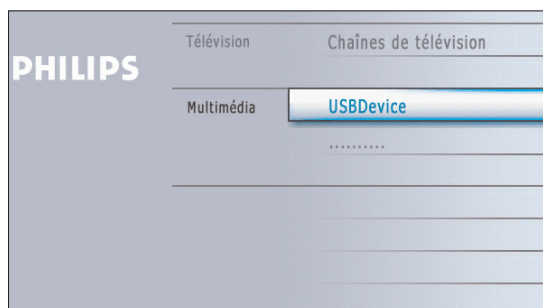 Télévision Chaînes de télévision
PHILIPS
Multimédia USBDevice
..........